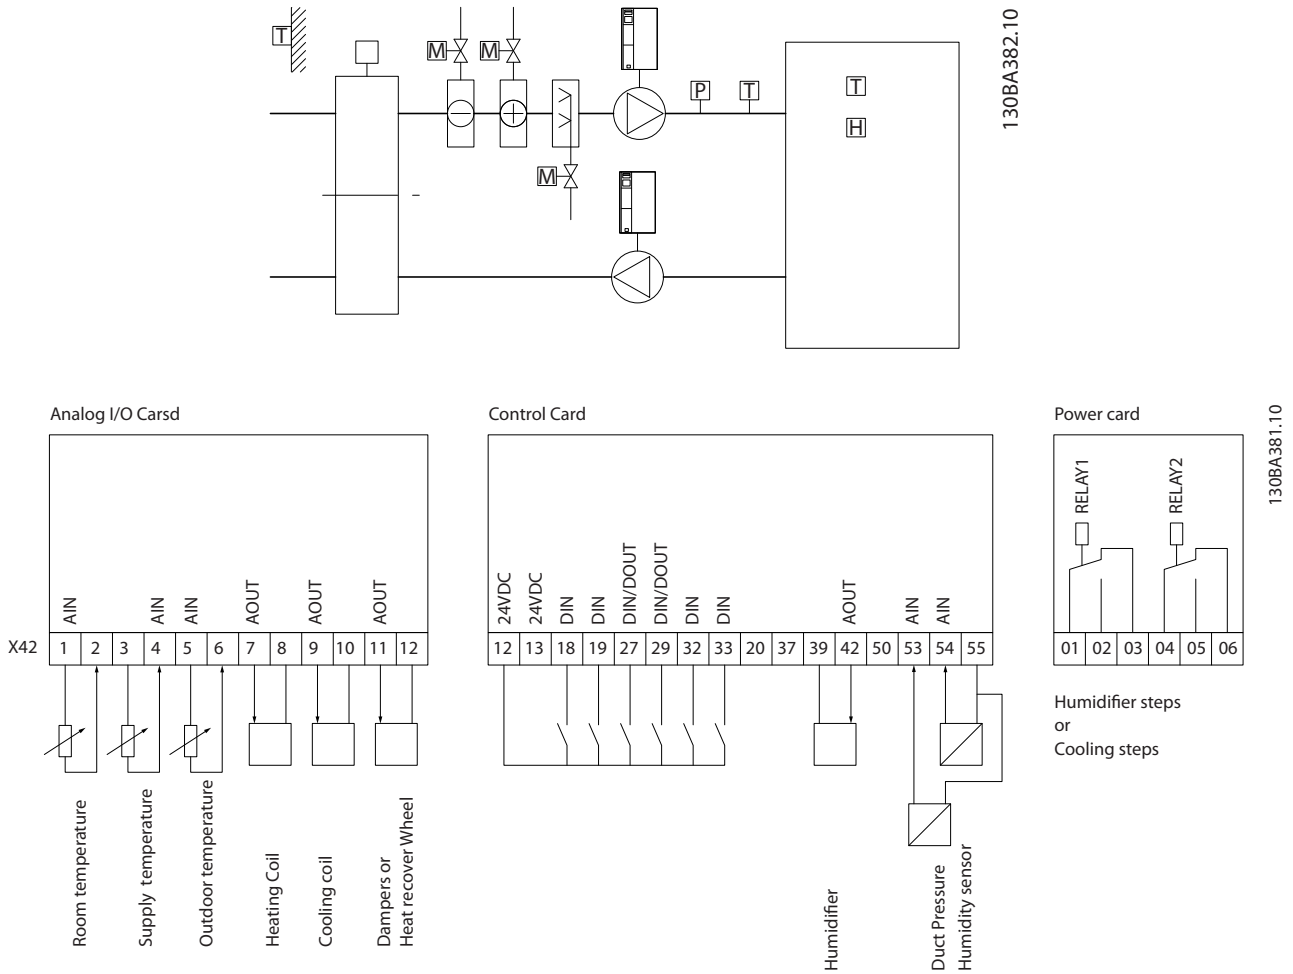 130BA382.10
T
M
M
P
T
T
H
M
Analog I/O Carsd
Control Card
Power card
130BA381.10
RELAY1
RELAY2
AIN
AIN
AIN
AOUT
AOUT
AOUT
24VDC
24VDC
DIN
DIN
DIN/DOUT
DIN/DOUT
DIN
DIN
AOUT
AIN
AIN
X42
1 2 3 4 5 6 7 8 9 10 11 12
12 13 18 19 27 29 32 33 20 37 39 42 50 53 54 55
01 02 03 04 05 06
Humidifier steps
or
Cooling steps
Room temperature
Supply temperature
Outdoor temperature
Heating Coil
Cooling coil
Dampers or
Heat recover Wheel
Humidifier
Duct Pressure
Humidity sensor